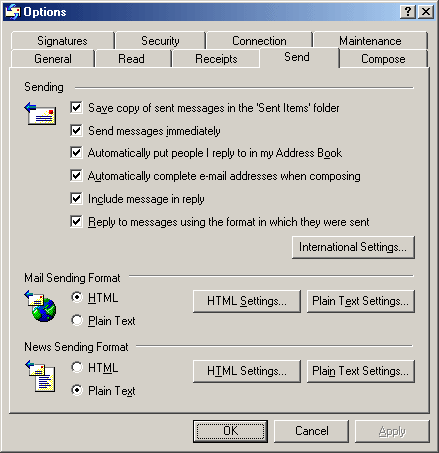 Options
Signatures Security Connection Maintenance
General Read Receipts Send Compose
Sending
Save copy of sent messages in the 'Sent Items' folder
Send messages immediately
Automatically put people I reply to in my Address Book
Automatically complete e-mail addresses when composing
Include message in reply
Reply to messages using the format in which they were sent
International Settings...
Mail Sending Format
HTML HTML Settings... Plain Text Settings...
Plain Text
News Sending Format
HTML HTML Settings... Plain Text Settings...
Plain Text
OK Cancel Apply